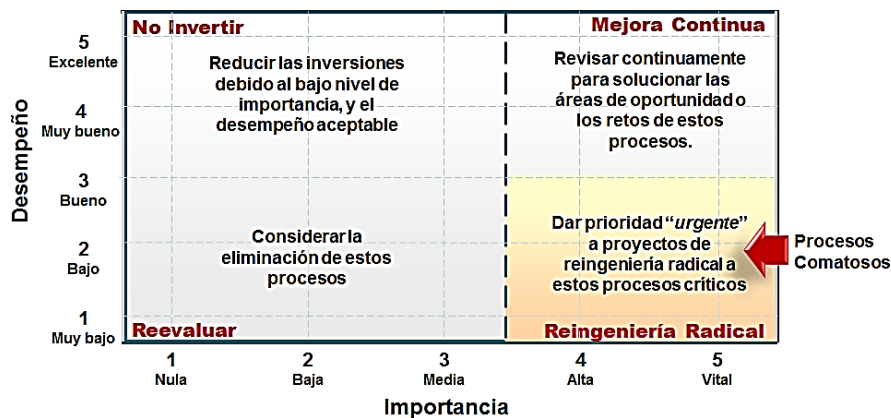 No Invertir
Mejora Continua
5
Excelente
Reducir las inversiones
debido al bajo nivel de
importancia, y el
desempeño aceptable
Revisar continuamente
para solucionar las
áreas de oportunidad o
los retos de estos
procesos.
4
Muy bueno
Desempeño
3
Bueno
Considerar la
eliminación de estos
procesos
Dar prioridad “urgente”
a proyectos de
reingeniería radical a
estos procesos críticos
Procesos
Comatosos
2
Bajo
1
Muy bajo
Reevaluar
Reingeniería Radical
1
Nula
2
Baja
3
Media
4
Alta
5
Vital
Importancia